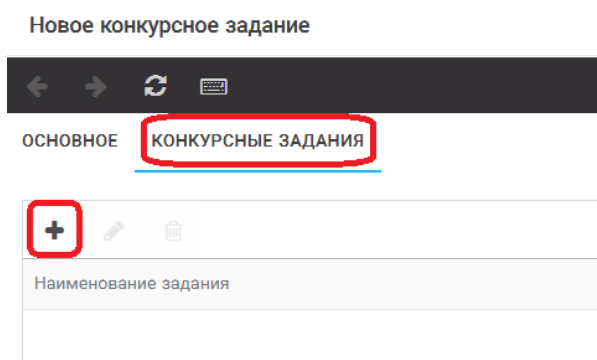 Новое конкурсное задание
ОСНОВНОЕ КОНКУРСНЫЕ ЗАДАНИЯ
Наименование задания